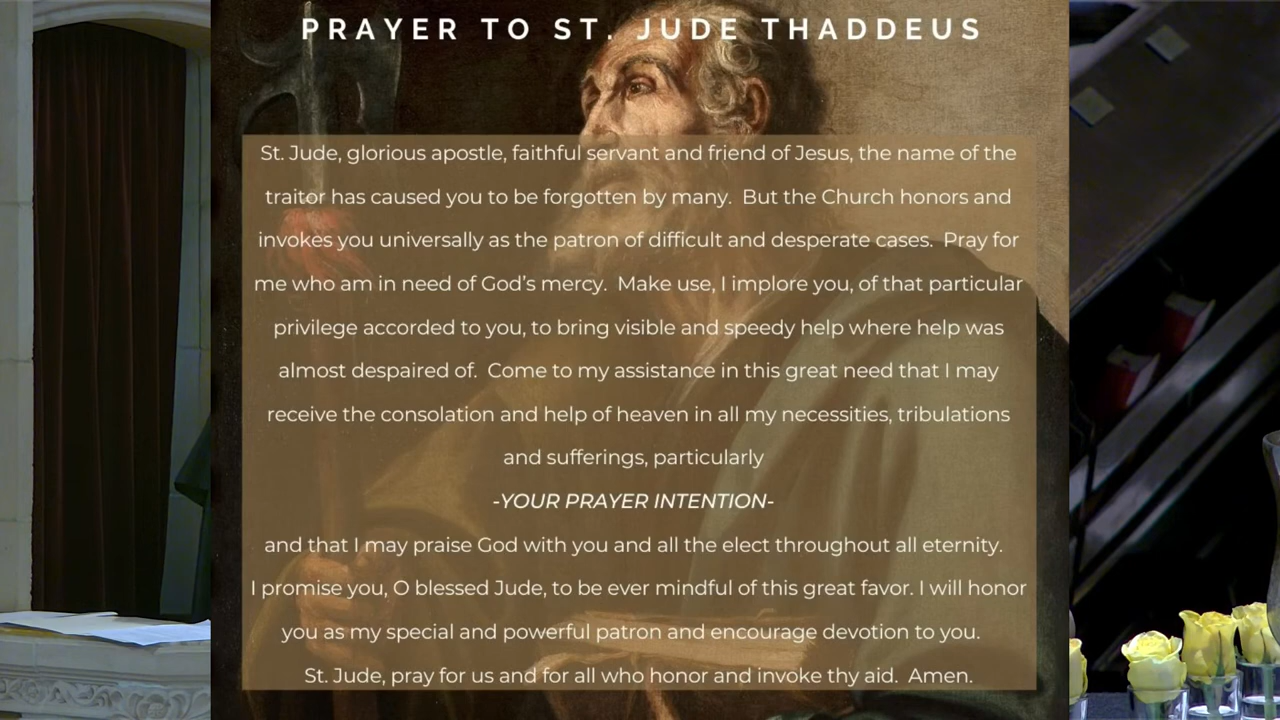 PRAYER TO ST. JUDE THADDEUS
St. Jude, glorious apostle, faithful servant and friend of Jesus, the name of the
traitor has caused you to be forgotten by many.  But the Church honors and
invokes you universally as the patron of difficult and desperate cases.  Pray for
me who am in need of God’s mercy.  Make use, I implore you, of that particular
privilege accorded to you, to bring visible and speedy help where help was
almost despaired of.  Come to my assistance in this great need that I may
receive the consolation and help of heaven in all my necessities, tribulations
and sufferings, particularly
-YOUR PRAYER INTENTION-
and that I may praise God with you and all the elect throughout all eternity.
I promise you, O blessed Jude, to be ever mindful of this great favor. I will honor
you as my special and powerful patron and encourage devotion to you.
St. Jude, pray for us and for all who honor and invoke thy aid.  Amen.